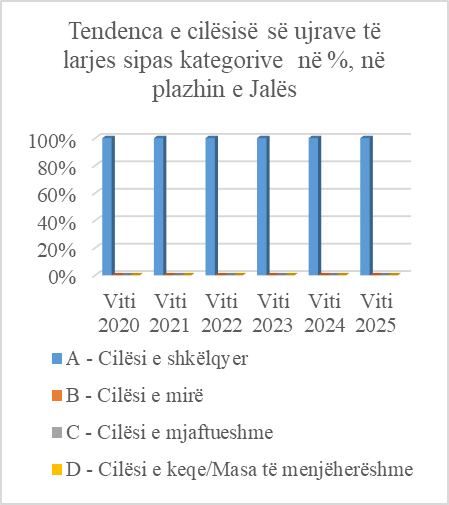 Tendenca e cilësisë së ujrave të
larjes sipas kategorive në %, në
plazhin e Jalës
100%
80%
60%
40%
20%
0%
Viti 2020
Viti 2021
Viti 2022
Viti 2023
Viti 2024
Viti 2025
A - Cilësi e shkëlqyer
B - Cilësi e mirë
C - Cilësi e mjaftueshme
D - Cilësi e keqe/Masa të menjëherëshme